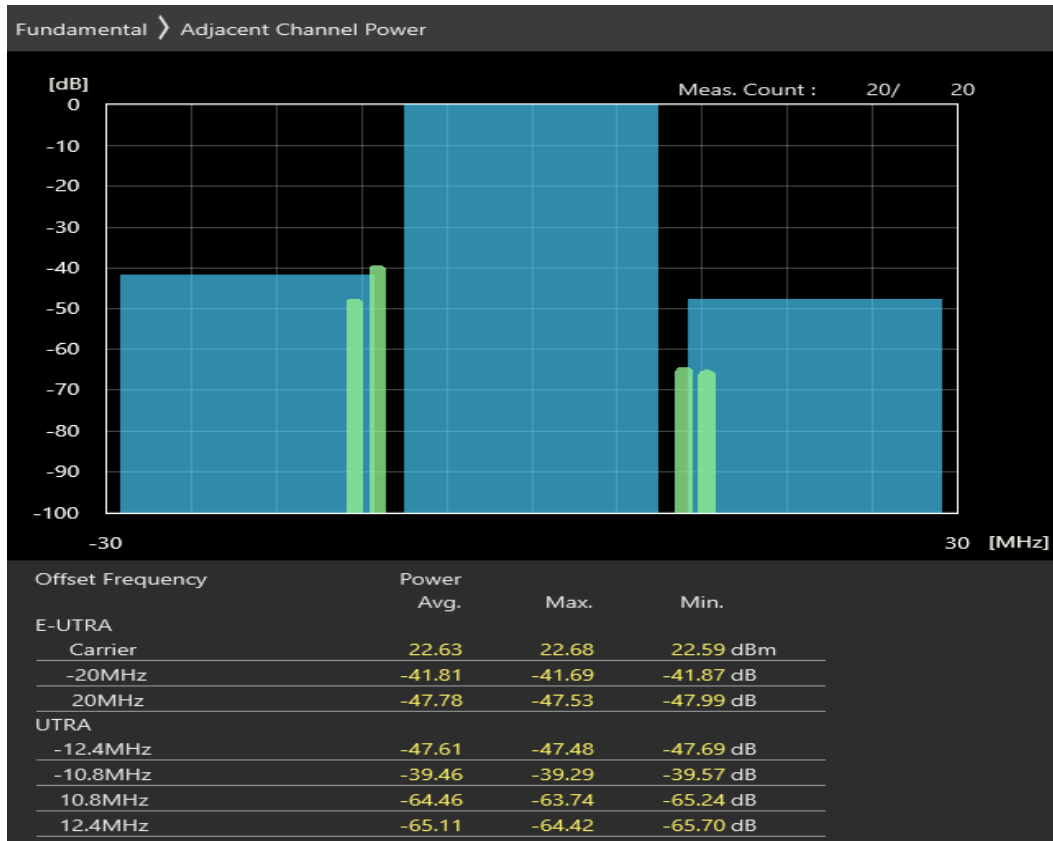 Fundamental 〉 Adjacent Channel Power
[dB]
Meas. Count : 20/ 20
0
-10
-20
-30
-40
-50
-60
-70
-80
-90
-100
-30 30 [MHz]
Offset Frequency Power
Avg. Max. Min.
E-UTRA
Carrier 22.63 22.68 22.59 dBm
-20MHz -41.81 -41.69 -41.87 dB
20MHz -47.78 -47.53 -47.99 dB
UTRA
-12.4MHz -47.61 -47.48 -47.69 dB
-10.8MHz -39.46 -39.29 -39.57 dB
10.8MHz -64.46 -63.74 -65.24 dB
12.4MHz -65.11 -64.42 -65.70 dB